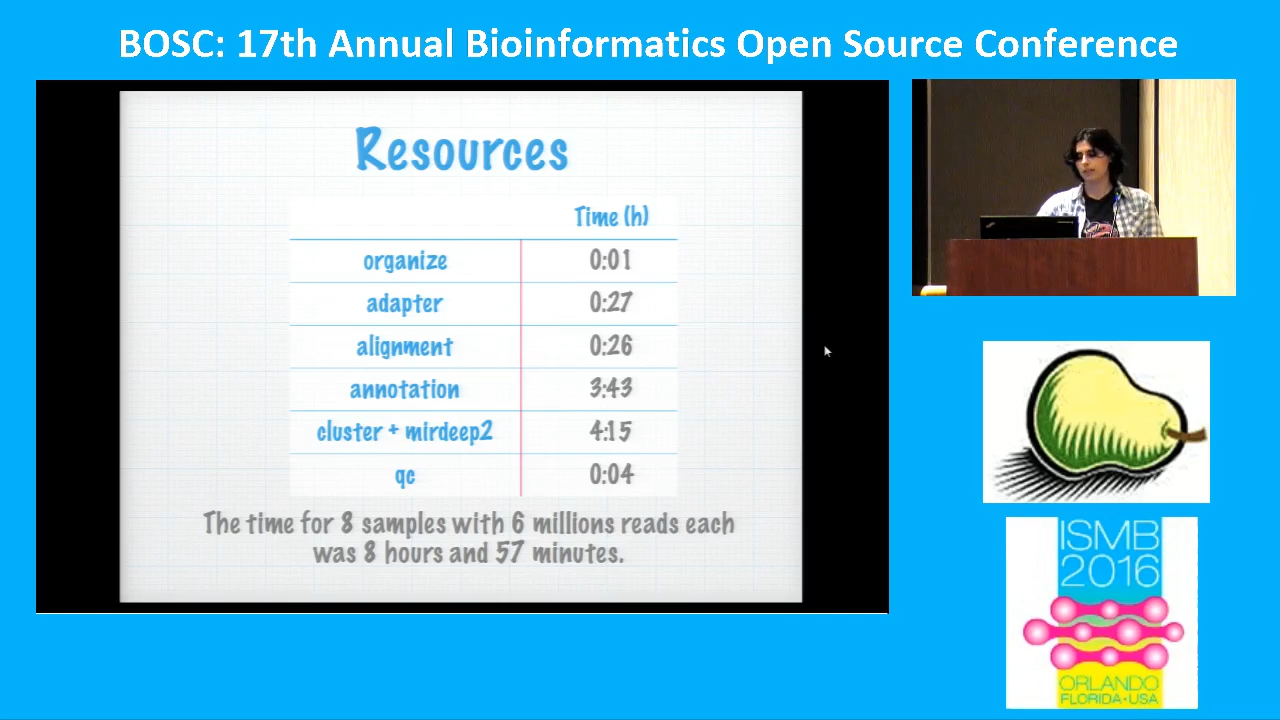 BOSC: 17th Annual Bioinformatics Open Source Conference
Resources
Time (h)
organize 0:01
adapter 0:27
alignment 0:26
annotation 3:43
cluster + mirdeep2 4:15
qc 0:04
The time for 8 samples with 6 millions reads each
was 8 hours and 57 minutes.
ISMB
2016
ORLANDO
FLORIDA•USA